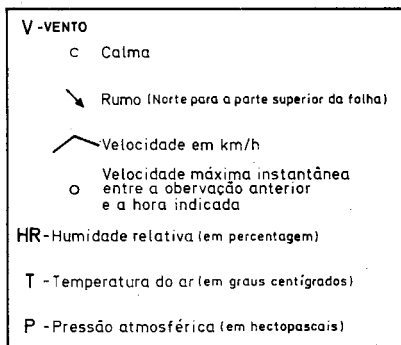 V - VENTO
C Calma
Rumo (Norte para a parte superior da folha)
Velocidade em km/h
Velocidade máxima instantânea
entre a obervação anterior
e a hora indicada
HR - Humidade relativa (em percentagem)
T - Temperatura do ar (em graus centígrados)
P - Pressão atmosférica (em hectopascais)